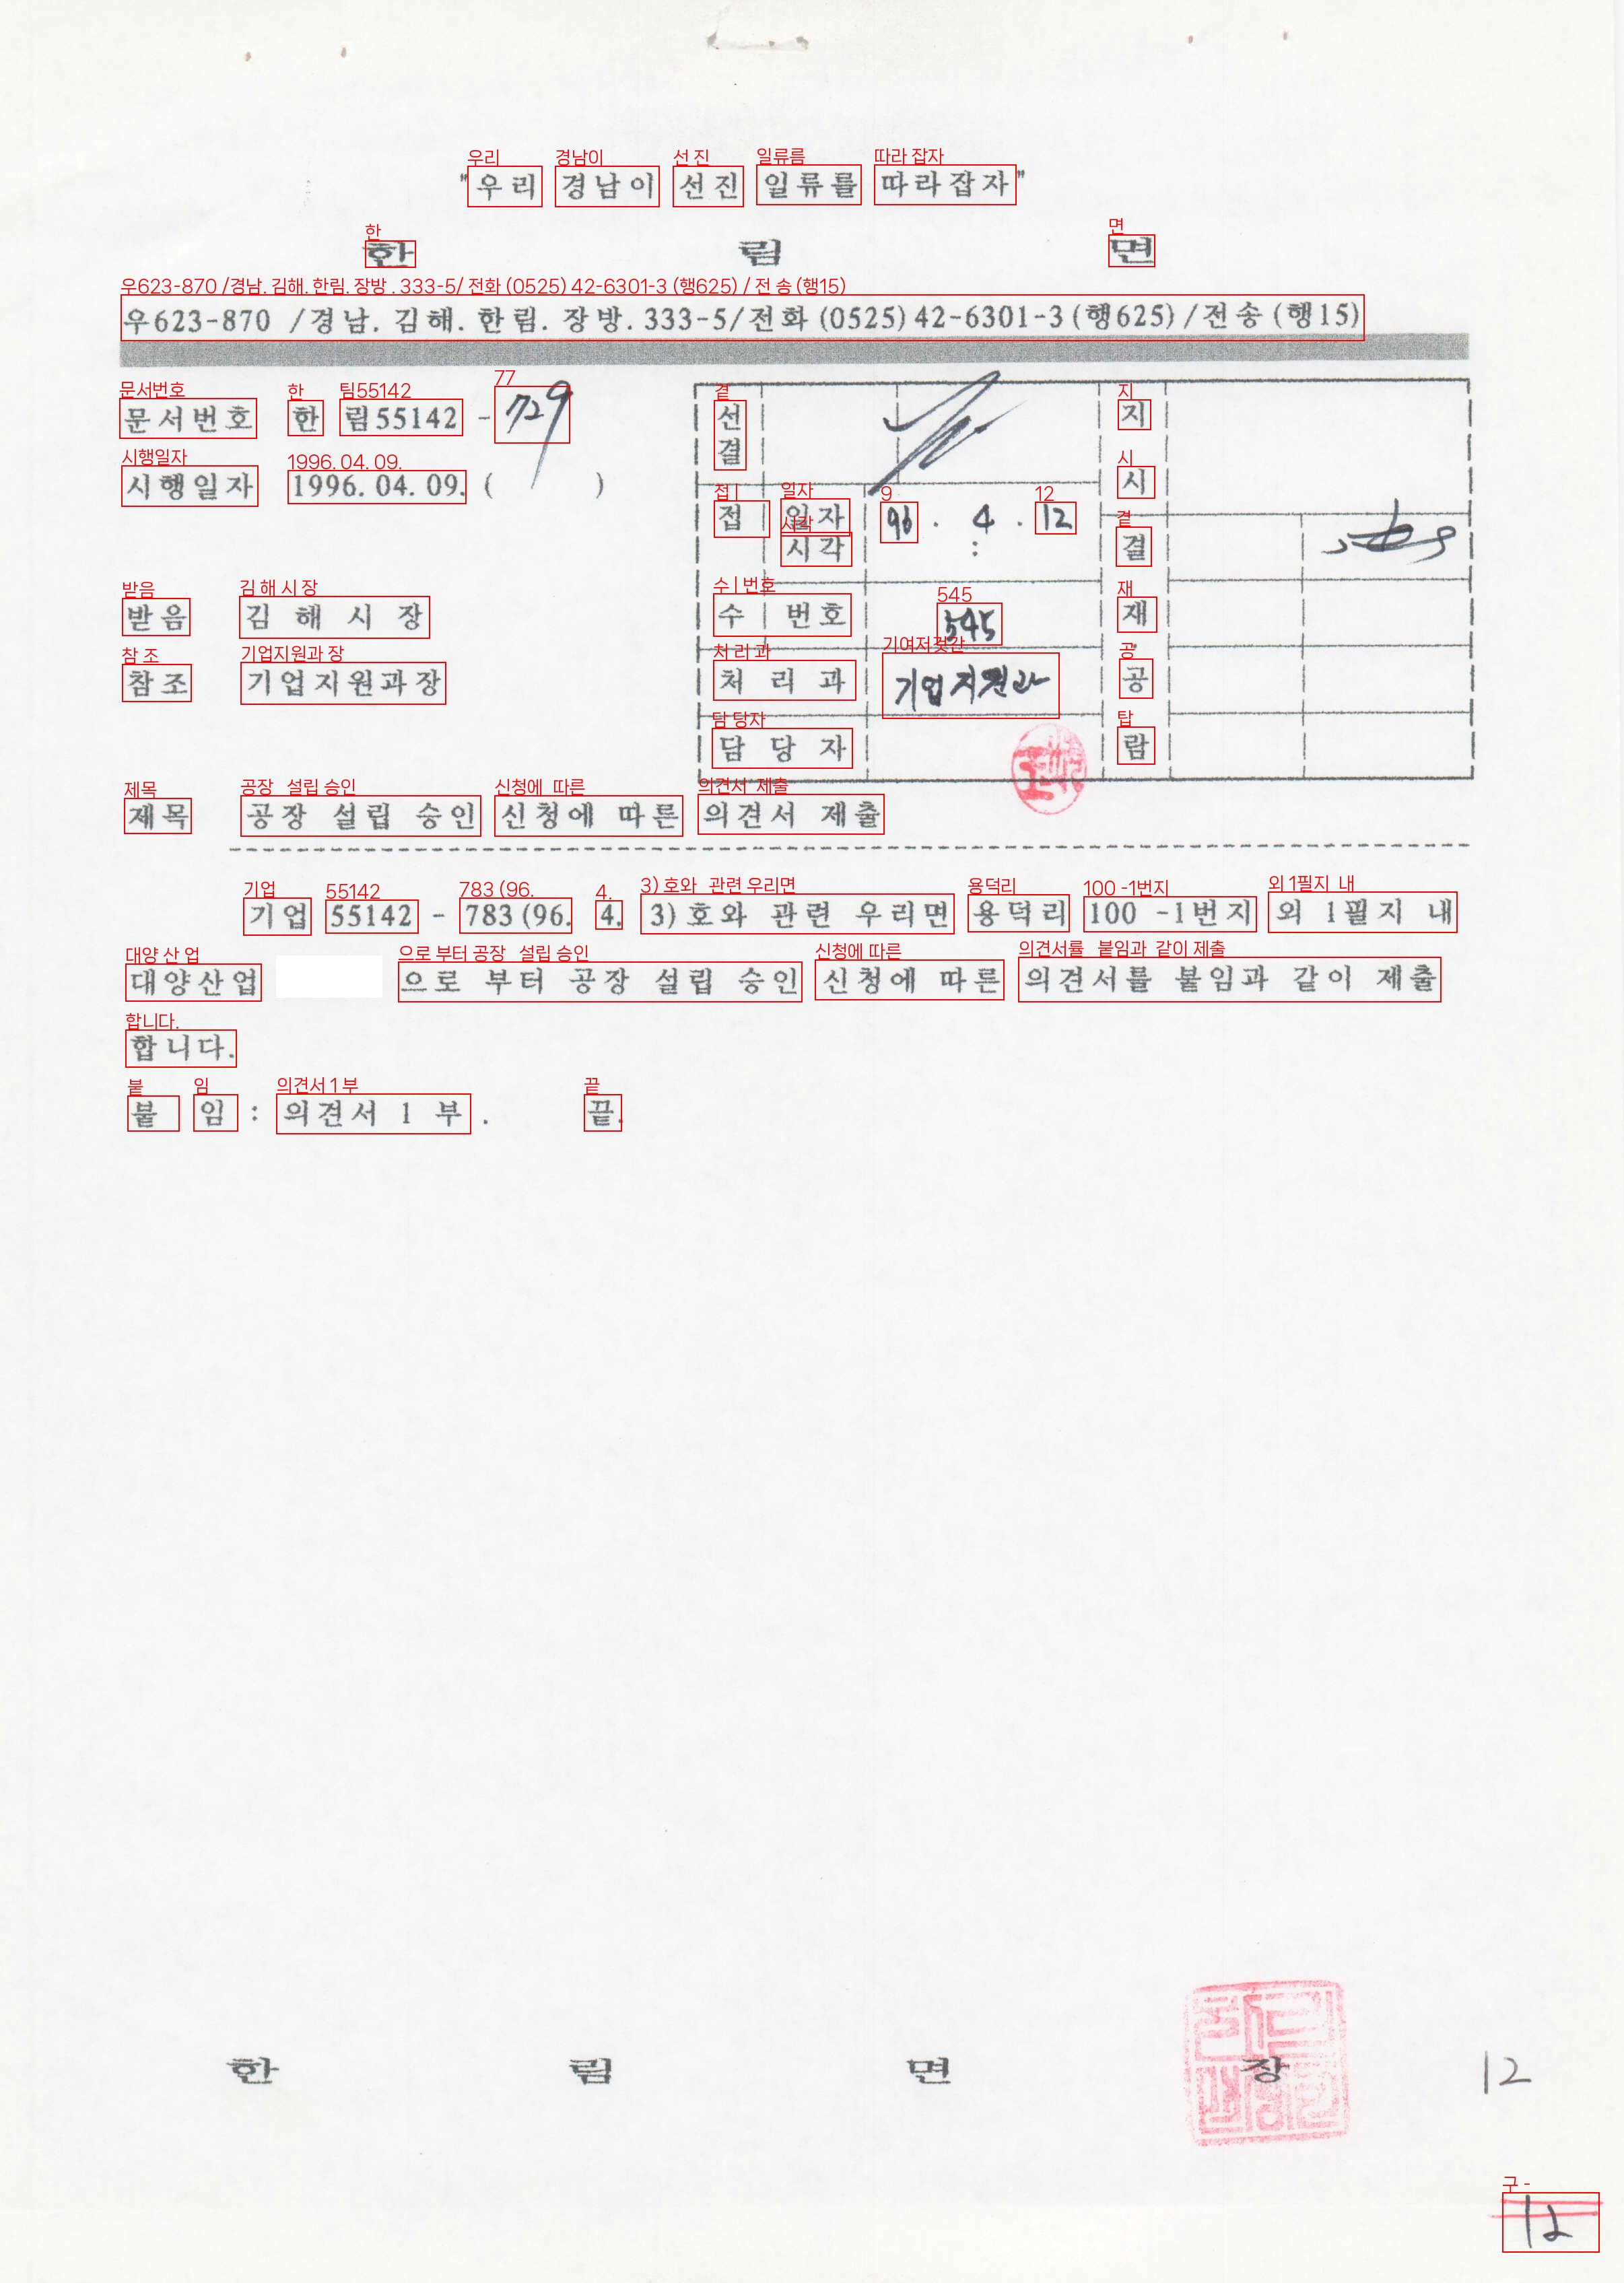 "우리 경남이 선진 일류를 따라잡자"
한 림 면
우623-870 /경남. 김해. 한림. 장방. 333-5/전화 (0525) 42-6301-3 (행625) /전송 (행15)
문서번호 한림55142 - 729
시행일자 1996. 04. 09. ( )
받음 김 해 시 장
참조 기업지원과장
선결 지시
접수 일자 96 . 4 . 12
시각 :
번호 545
처 리 과 기업지원과
담 당 자
결재 공람
제목 공장 설립 승인 신청에 따른 의견서 제출
기업 55142 - 783 (96. 4. 3) 호와 관련 우리면 용덕리 100 -1번지 외 1필지 내
대양산업 으로 부터 공장 설립 승인 신청에 따른 의견서를 붙임과 같이 제출
합니다.
붙 임 : 의견서 1 부 . 끝.
한 림 면 장
12
12